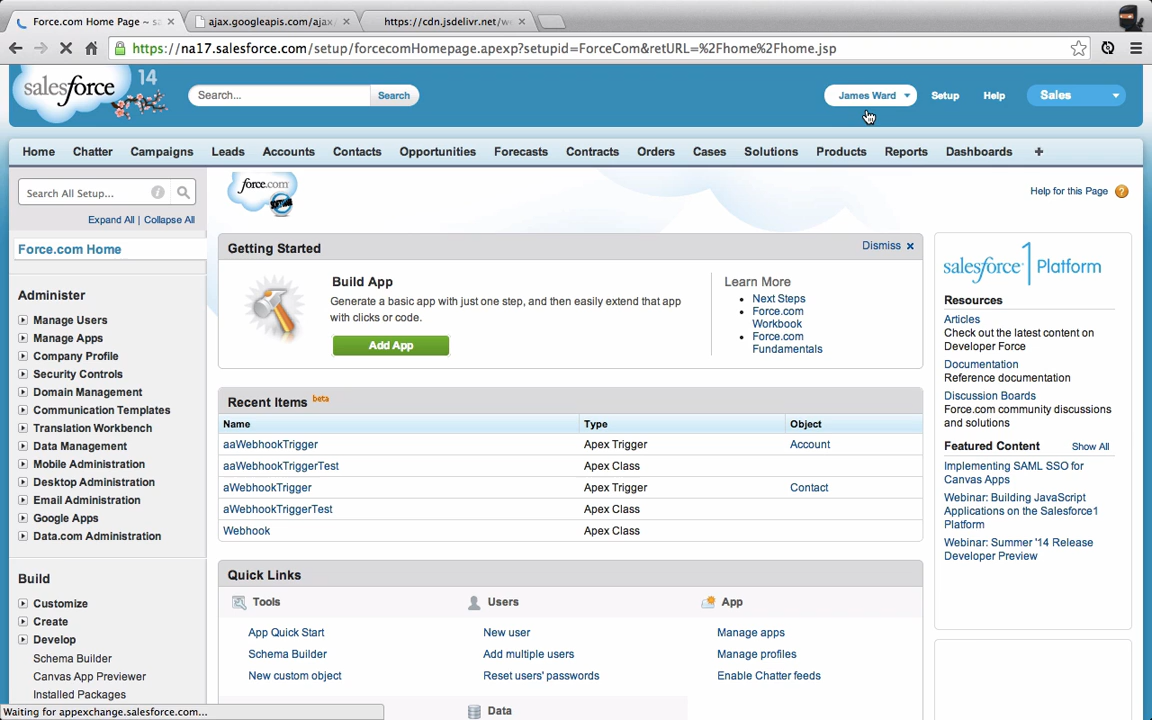 Force.com Home Page ~ sa
ajax.googleapis.com/ajax/
https://cdn.jsdelivr.net/we
https://na17.salesforce.com/setup/forcecomHomepage.apexp?setupid=ForceCom&retURL=%2Fhome%2Fhome.jsp
salesforce 14
Search...
Search
James Ward
Setup
Help
Sales
Home
Chatter
Campaigns
Leads
Accounts
Contacts
Opportunities
Forecasts
Contracts
Orders
Cases
Solutions
Products
Reports
Dashboards
+
Search All Setup...
Expand All | Collapse All
Force.com Home
Administer
Manage Users
Manage Apps
Company Profile
Security Controls
Domain Management
Communication Templates
Translation Workbench
Data Management
Mobile Administration
Desktop Administration
Email Administration
Google Apps
Data.com Administration
Build
Customize
Create
Develop
Schema Builder
Canvas App Previewer
Installed Packages
Waiting for appexchange.salesforce.com...
force.com
Help for this Page
Getting Started
Dismiss
Build App
Generate a basic app with just one step, and then easily extend that app
with clicks or code.
Add App
Learn More
Next Steps
Force.com
Workbook
Force.com
Fundamentals
Recent Items beta
Name Type Object
aaWebhookTrigger Apex Trigger Account
aaWebhookTriggerTest Apex Class
aWebhookTrigger Apex Trigger Contact
aWebhookTriggerTest Apex Class
Webhook Apex Class
Quick Links
Tools
App Quick Start
Schema Builder
New custom object
Users
New user
Add multiple users
Reset users' passwords
App
Manage apps
Manage profiles
Enable Chatter feeds
Data
salesforce1 Platform
Resources
Articles
Check out the latest content on
Developer Force
Documentation
Reference documentation
Discussion Boards
Force.com community discussions
and solutions
Featured Content Show All
Implementing SAML SSO for
Canvas Apps
Webinar: Building JavaScript
Applications on the Salesforce1
Platform
Webinar: Summer '14 Release
Developer Preview